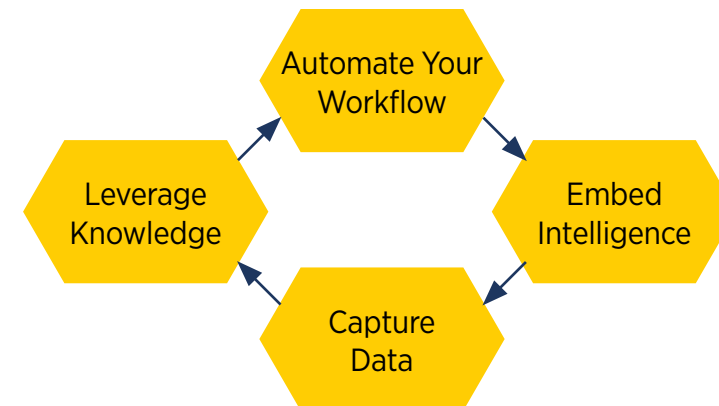 Automate Your
Workflow
Leverage
Knowledge
Embed
Intelligence
Capture
Data